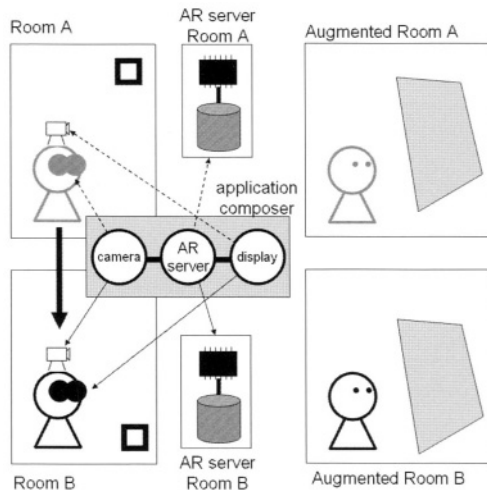 Room A
AR server
Room A
Augmented Room A
application
composer
camera
AR
server
display
Room B
AR server
Room B
Augmented Room B